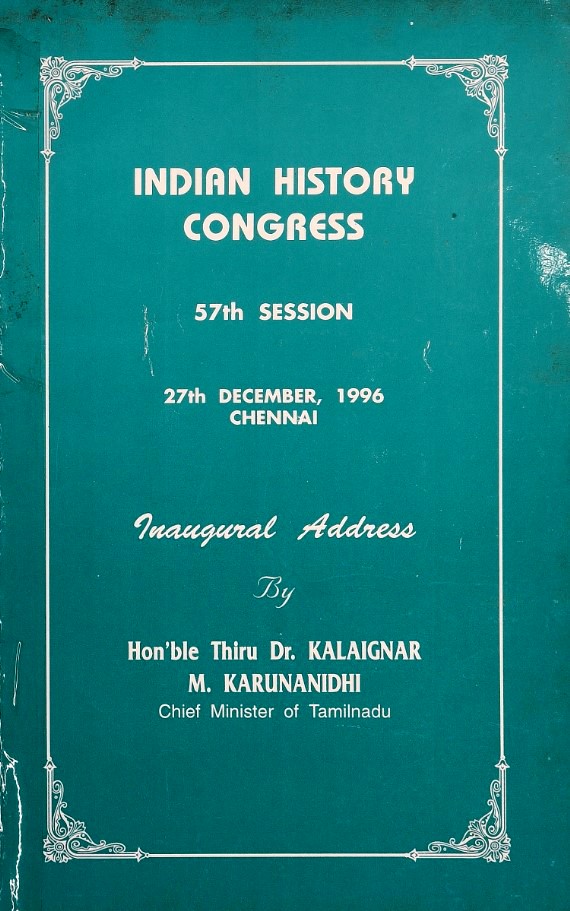 INDIAN HISTORY
CONGRESS
57th SESSION
27th DECEMBER, 1996
CHENNAI
Inaugural Address
By
Hon'ble Thiru Dr. KALAIGNAR
M. KARUNANIDHI
Chief Minister of Tamilnadu